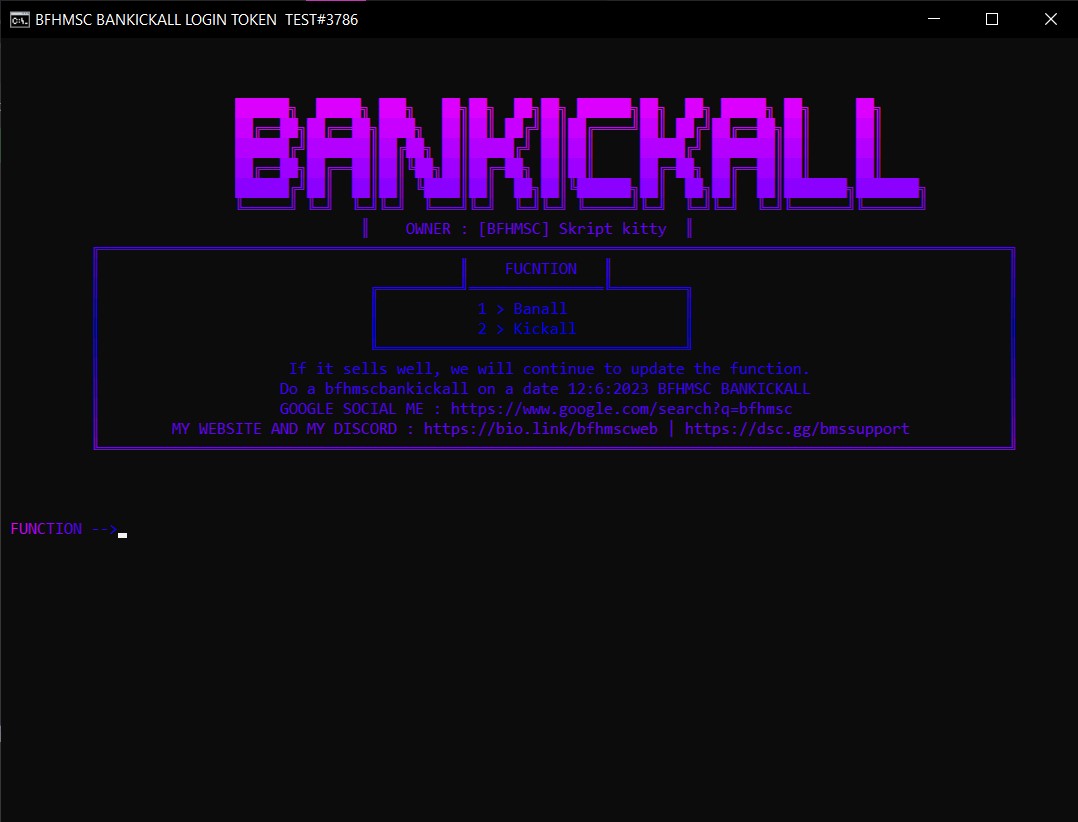 BFHMSC BANKICKALL LOGIN TOKEN  TEST#3786
BANKICKALL
OWNER : [BFHMSC] Skript kitty
FUCNTION
1 > Banall
2 > Kickall
If it sells well, we will continue to update the function.
Do a bfhmscbankickall on a date 12:6:2023 BFHMSC BANKICKALL
GOOGLE SOCIAL ME : https://www.google.com/search?q=bfhmsc
MY WEBSITE AND MY DISCORD : https://bio.link/bfhmscweb | https://dsc.gg/bmssupport
FUNCTION -->